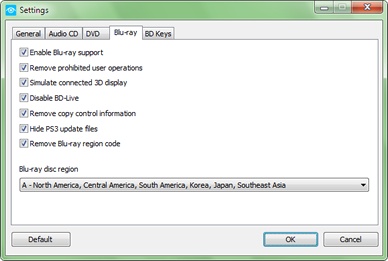 Settings
General
Audio CD
DVD
Blu-ray
BD Keys
Enable Blu-ray support
Remove prohibited user operations
Simulate connected 3D display
Disable BD-Live
Remove copy control information
Hide PS3 update files
Remove Blu-ray region code
Blu-ray disc region
A - North America, Central America, South America, Korea, Japan, Southeast Asia
Default
OK
Cancel